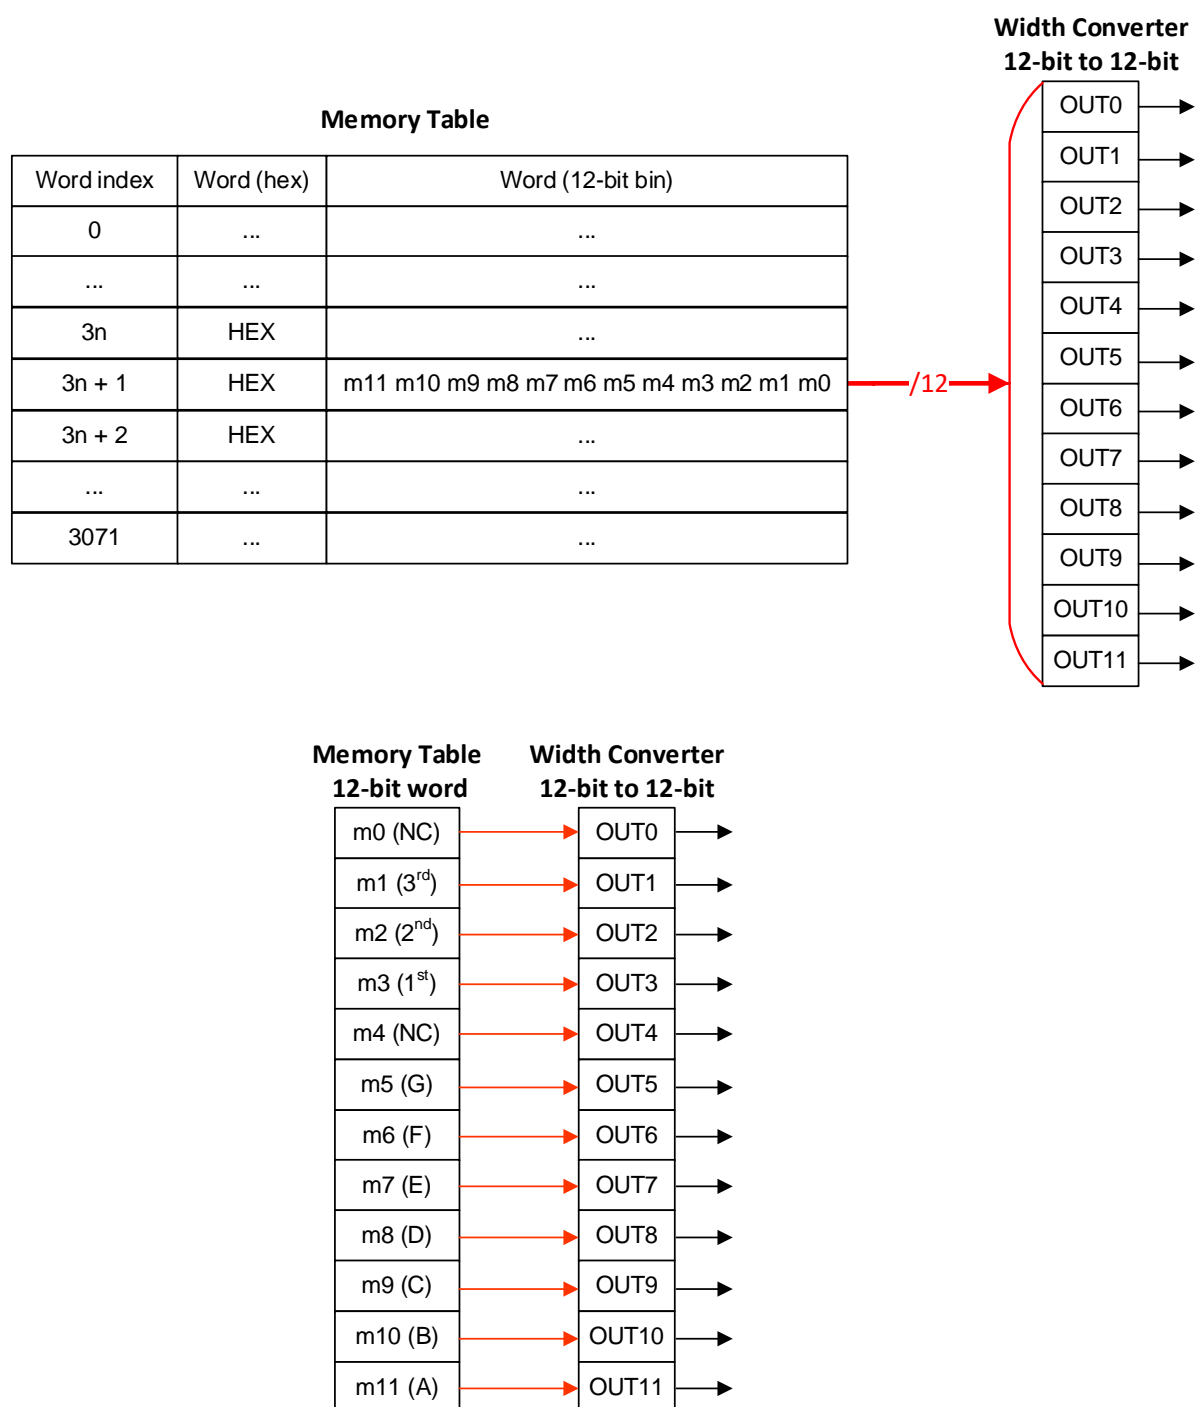 Width Converter
12-bit to 12-bit
Memory Table
Word index Word (hex) Word (12-bit bin)
0 ... ...
... ... ...
3n HEX ...
3n + 1 HEX m11 m10 m9 m8 m7 m6 m5 m4 m3 m2 m1 m0
/12
3n + 2 HEX ...
... ... ...
3071 ... ...
OUT0
OUT1
OUT2
OUT3
OUT4
OUT5
OUT6
OUT7
OUT8
OUT9
OUT10
OUT11
Memory Table
12-bit word
Width Converter
12-bit to 12-bit
m0 (NC) OUT0
m1 (3rd) OUT1
m2 (2nd) OUT2
m3 (1st) OUT3
m4 (NC) OUT4
m5 (G) OUT5
m6 (F) OUT6
m7 (E) OUT7
m8 (D) OUT8
m9 (C) OUT9
m10 (B) OUT10
m11 (A) OUT11